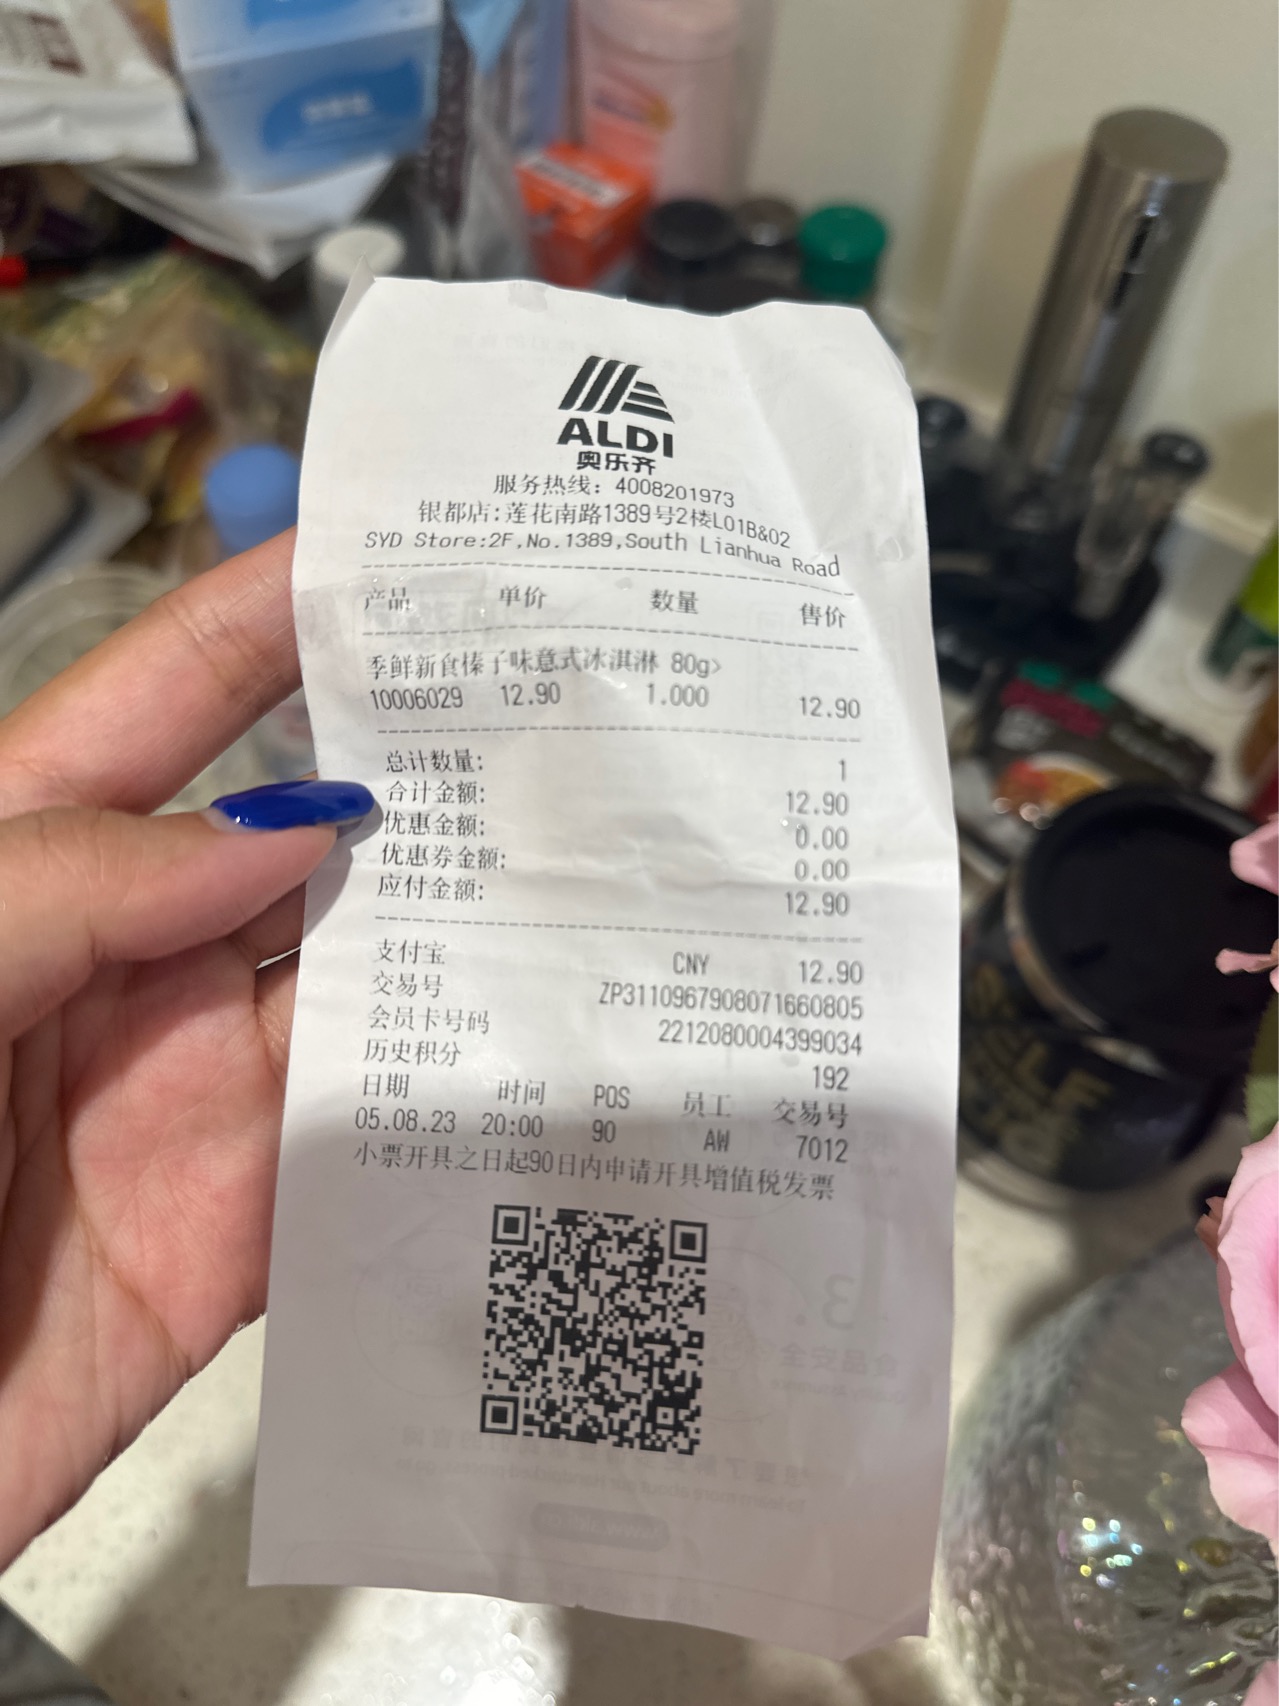 ALDI
奥乐齐
服务热线: 4008201973
银都店:莲花南路1389号2楼L01B&02
SYD Store:2F,No.1389,South Lianhua Road
产品 单价 数量 售价
季鲜新食榛子味意式冰淇淋 80g>
10006029 12.90 1.000 12.90
总计数量: 1
合计金额: 12.90
优惠金额: 0.00
优惠券金额: 0.00
应付金额: 12.90
支付宝 CNY 12.90
交易号 ZP3110967908071660805
会员卡号码 2212080004399034
历史积分 192
日期 时间 POS 员工 交易号
05.08.23 20:00 90 AW 7012
小票开具之日起90日内申请开具增值税发票